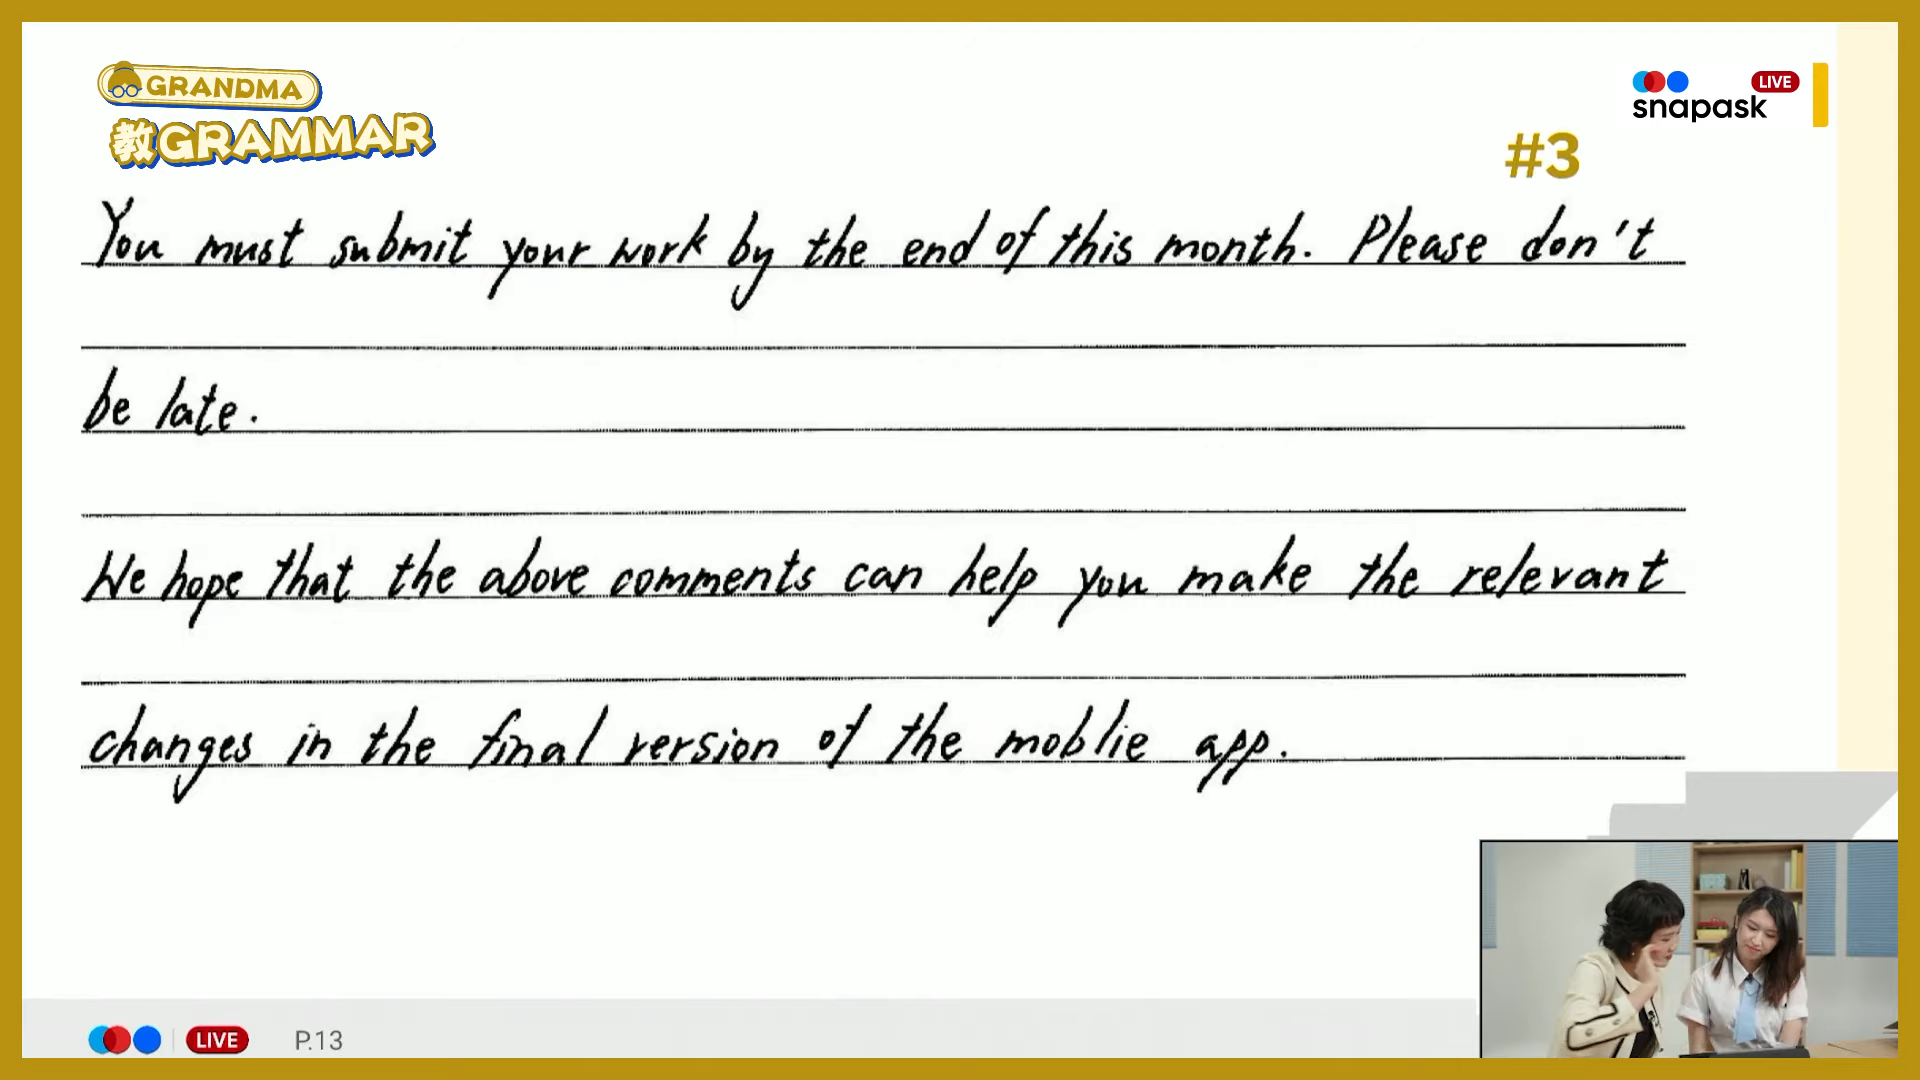 GRANDMA
教GRAMMAR
LIVE
snapask
#3
You must submit your work by the end of this month. Please don't
be late.
We hope that the above comments can help you make the relevant
changes in the final version of the moblie app.
LIVE
P.13